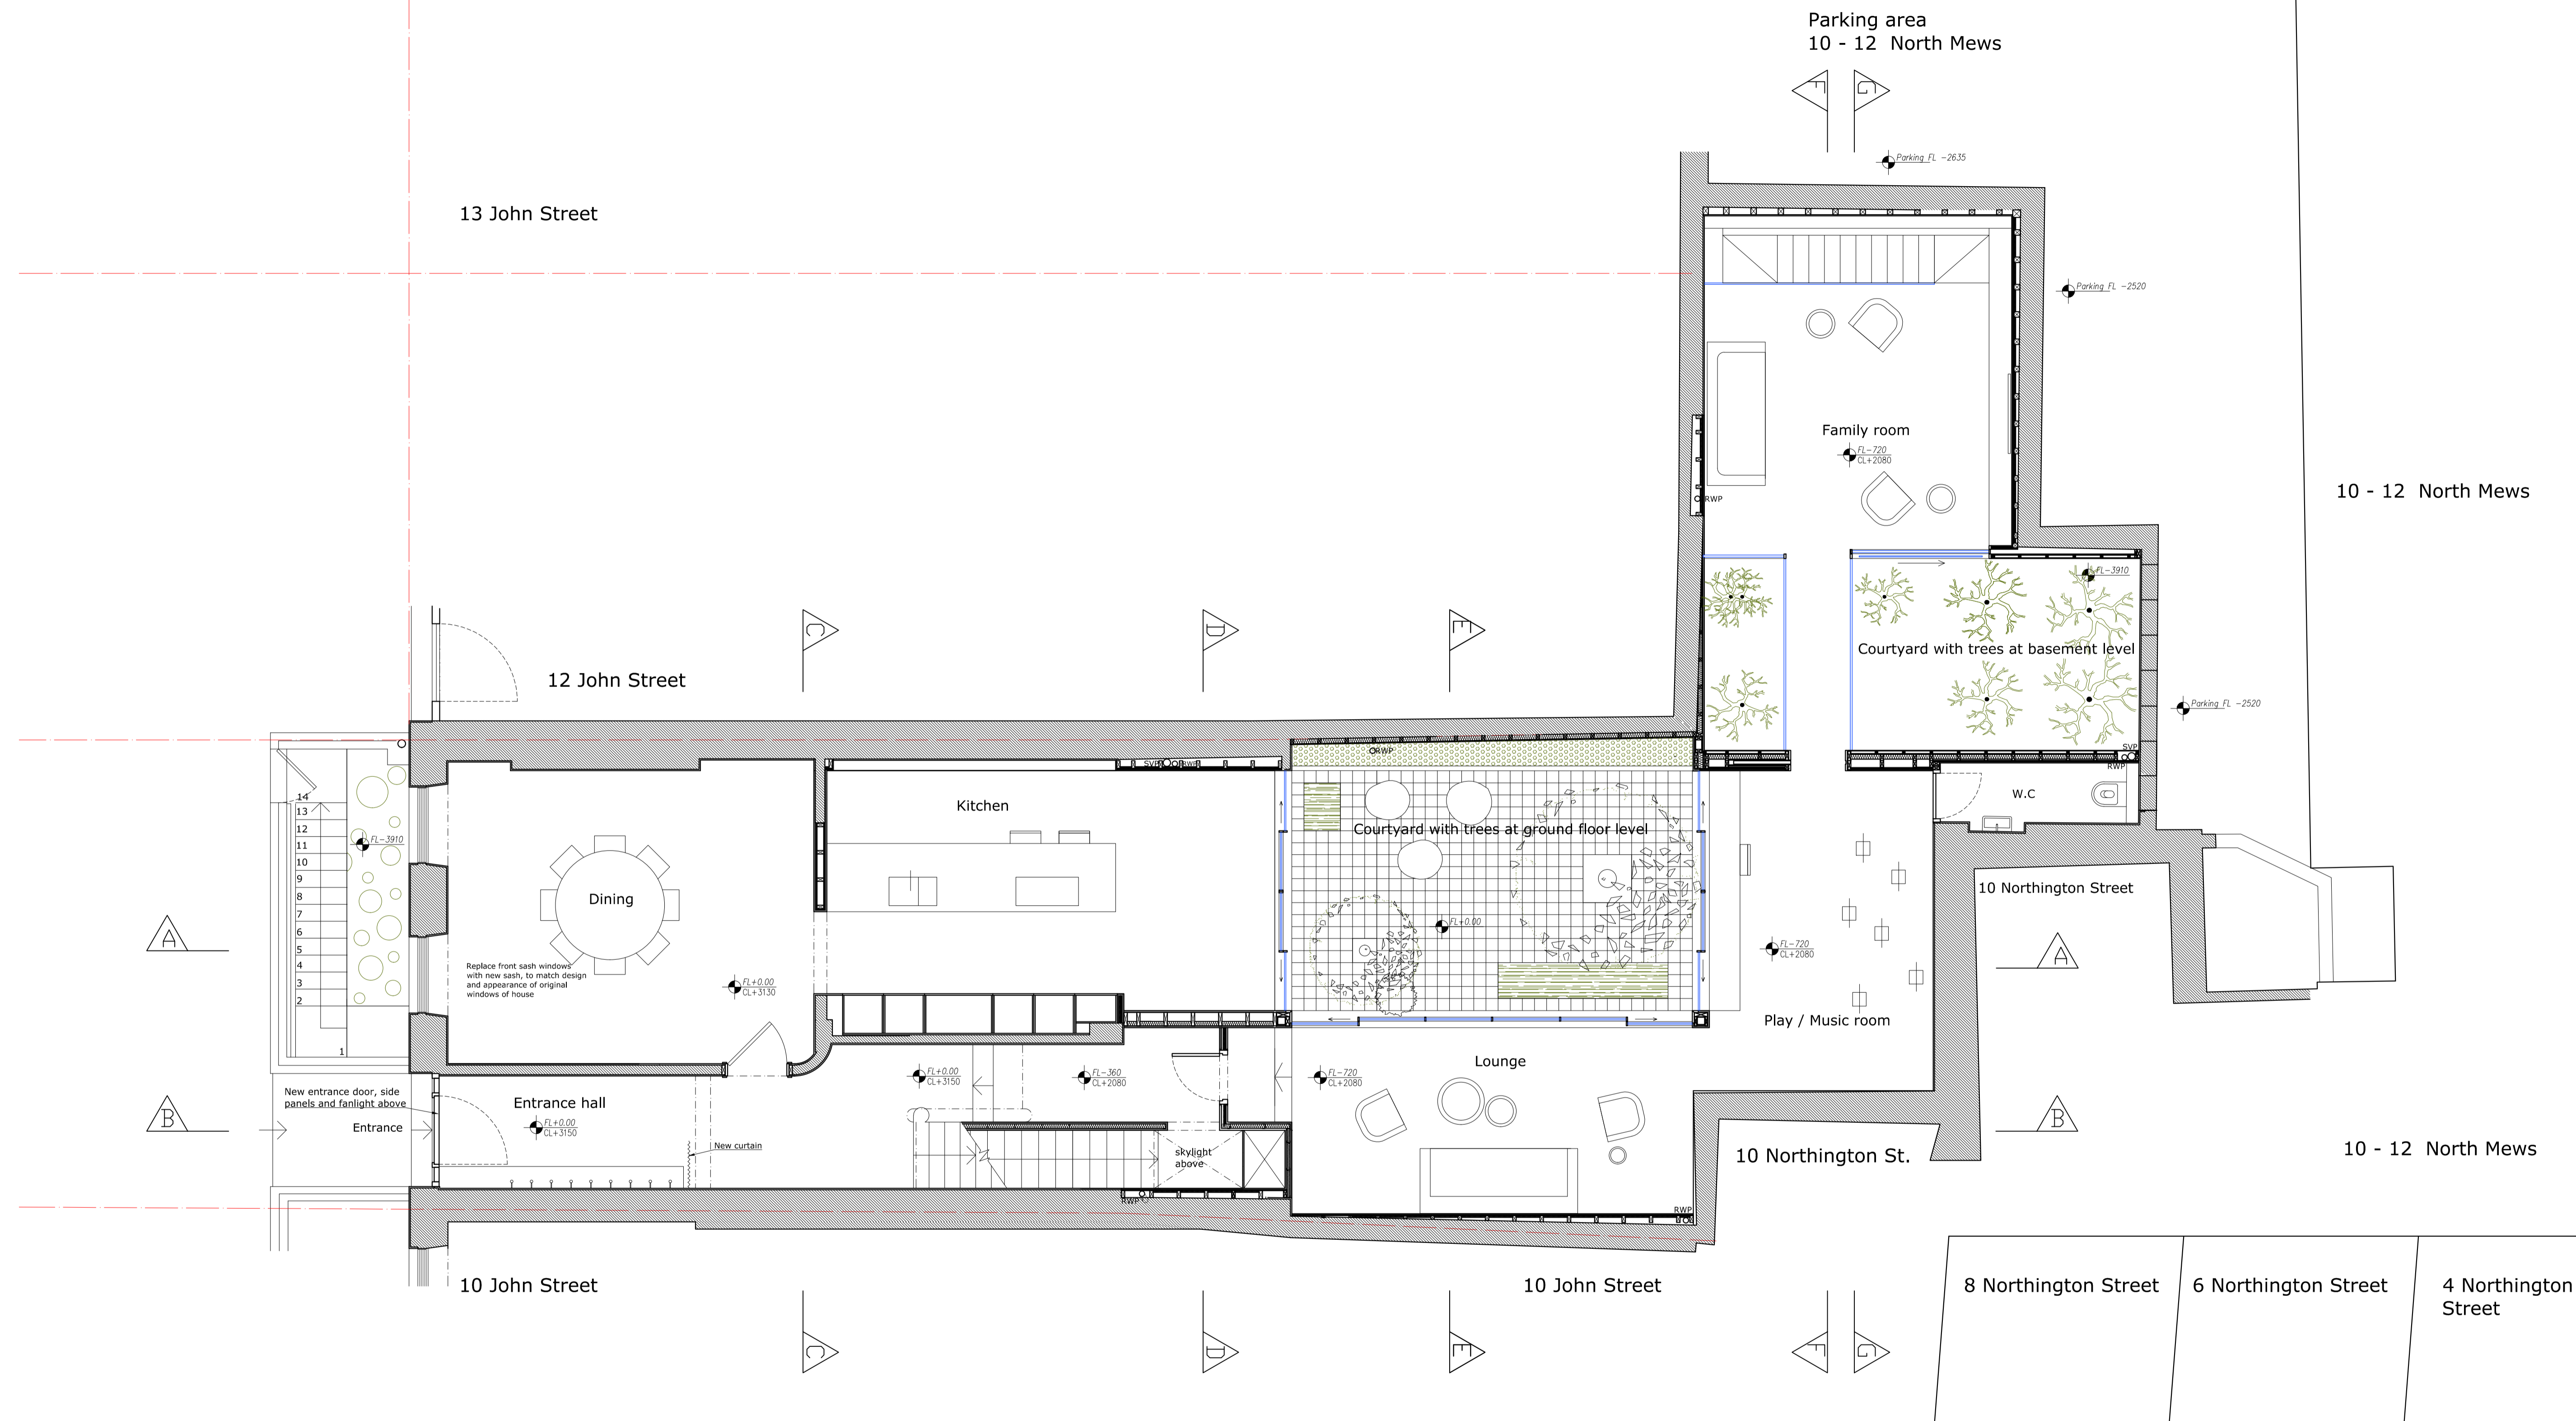 Parking area
10 - 12  North Mews
F
G
Parking FL -2635
13 John Street
Parking FL -2520
Family room
FL-720
CL+2080
RWP
10 - 12  North Mews
FL-3910
Courtyard with trees at basement level
C
D
E
12 John Street
Parking FL -2520
RWP
SVP
RWP
SVP
RWP
W.C
Kitchen
Courtyard with trees at ground floor level
14
13
12
11
10
9
8
7
6
5
4
3
2
1
FL-3910
Dining
10 Northington Street
A
FL+0.00
FL-720
CL+2080
A
Replace front sash windows
with new sash, to match design
and appearance of original
windows of house
FL+0.00
CL+3130
Play / Music room
Lounge
FL+0.00
CL+3150
FL-360
CL+2080
FL-720
CL+2080
New entrance door, side
panels and fanlight above
Entrance hall
B
Entrance
FL+0.00
CL+3150
New curtain
skylight
above
B
10 Northington St.
10 - 12  North Mews
RWP
RWP
10 John Street
10 John Street
8 Northington Street
6 Northington Street
4 Northington
Street
C
D
E
F
G